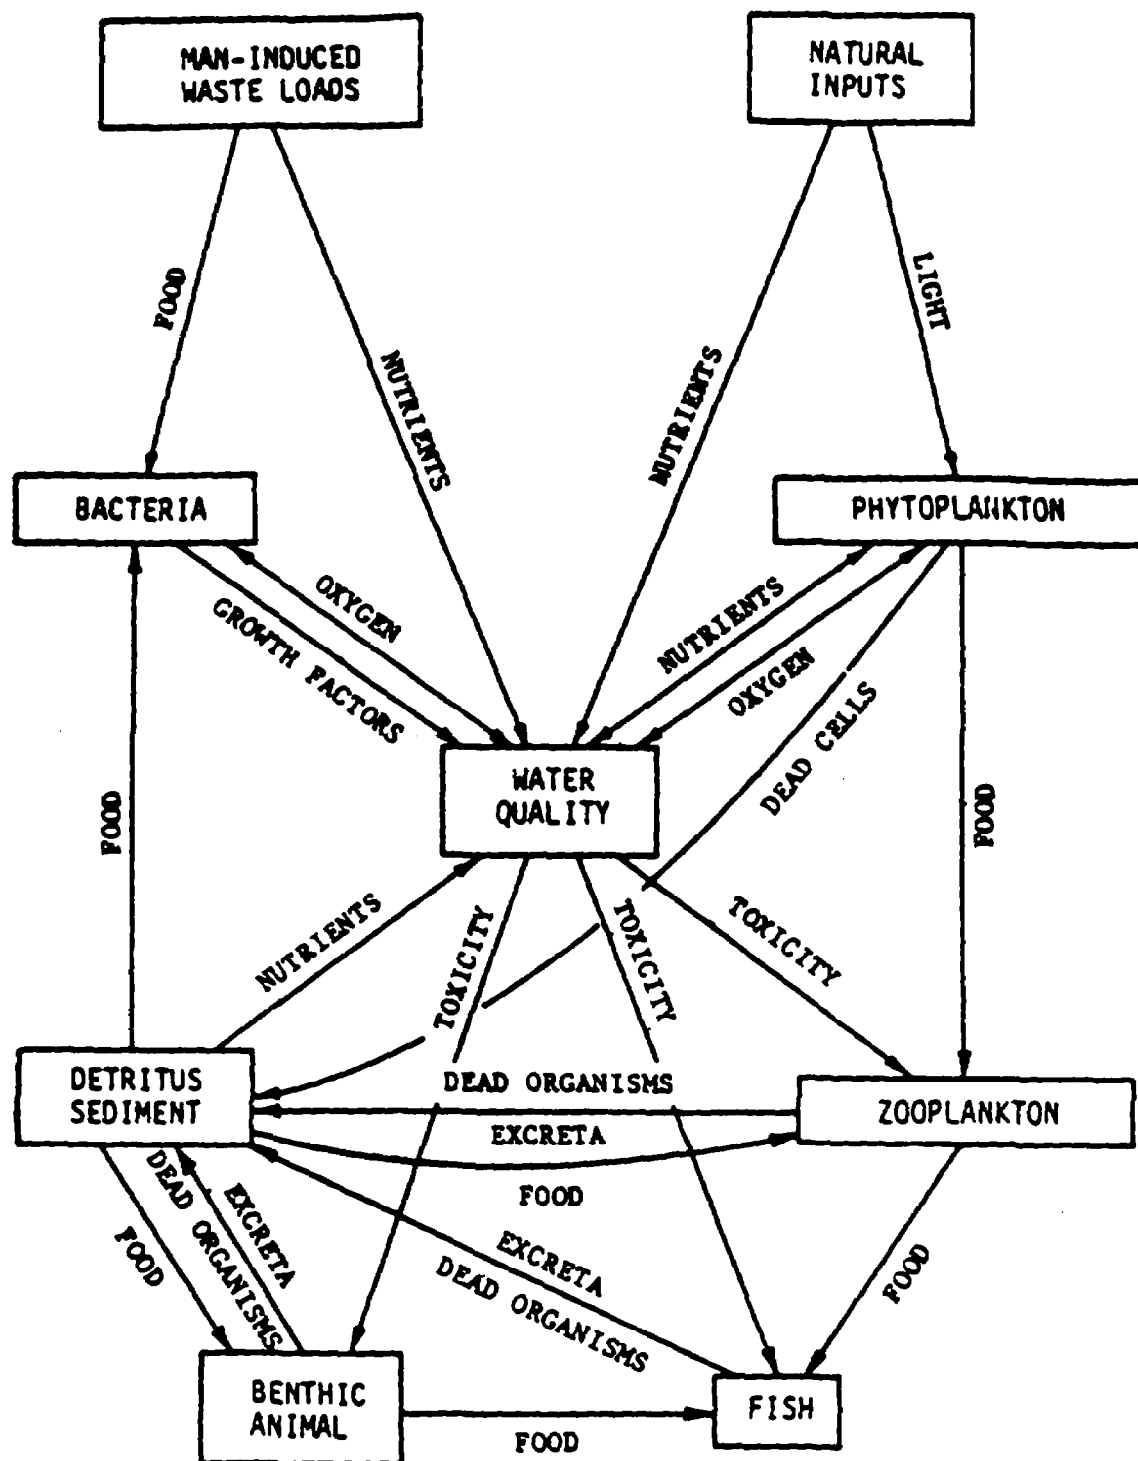 MAN-INDUCED
WASTE LOADS
NATURAL
INPUTS
FOOD
NUTRIENTS
NUTRIENTS
LIGHT
BACTERIA
PHYTOPLANKTON
OXYGEN
GROWTH FACTORS
NUTRIENTS
OXYGEN
DEAD CELLS
WATER
QUALITY
FOOD
FOOD
NUTRIENTS
TOXICITY
TOXICITY
TOXICITY
DETRITUS
SEDIMENT
DEAD ORGANISMS
EXCRETA
FOOD
ZOOPLANKTON
FOOD
DEAD ORGANISMS
EXCRETA
EXCRETA
DEAD ORGANISMS
FOOD
BENTHIC
ANIMAL
FOOD
FISH